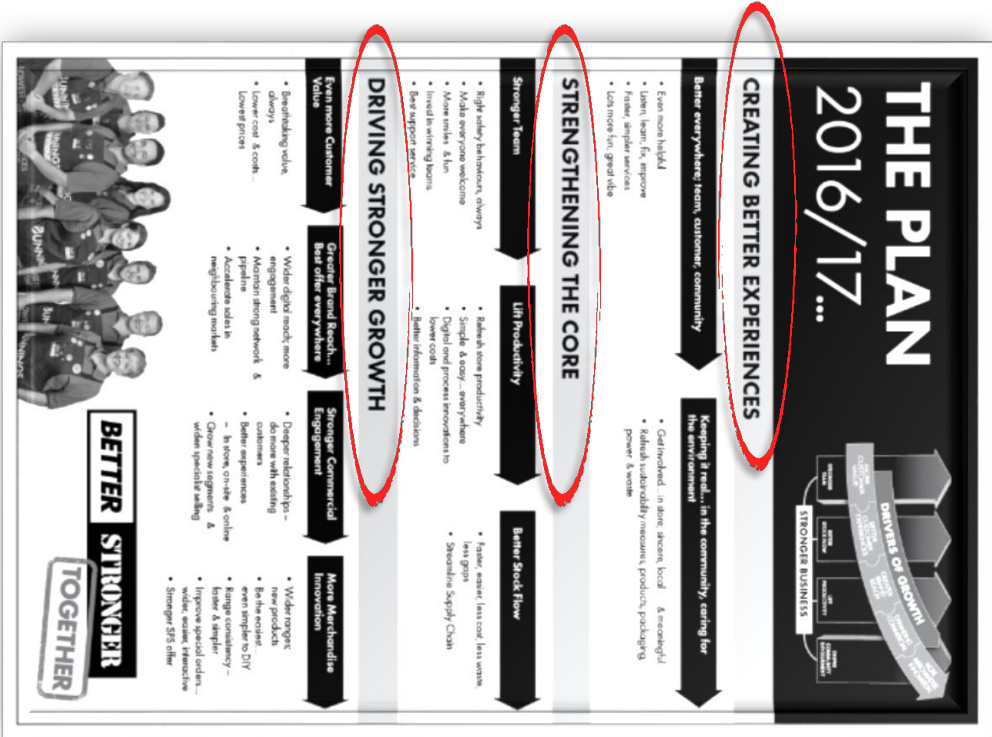 THE PLAN
2016/17...
DRIVERS OF GROWTH
STRONGER BUSINESS
CREATING BETTER EXPERIENCES
Better everywhere; team, customer, community
• Even more helpful
• Listen, learn, fix, improve
• Faster, simpler services
• Lots more fun, great vibe
Keeping it real... in the community, caring for
the environment
• Get involved... in store, sincere, local & meaningful
• Refresh sustainability measures; products, packaging,
power & waste
STRENGTHENING THE CORE
Stronger Team
• Right safety behaviours, always
• Make everyone welcome
• More smiles & fun
• Invest in winning teams
• Best support service
Lift Productivity
• Refresh store productivity
• Simple & easy... everywhere
• Digital and process innovations to
lower costs
• Better information & decisions
Better Stock Flow
• Faster, easier, less cost, less waste,
less gaps
• Streamline Supply Chain
DRIVING STRONGER GROWTH
Even more Customer
Value
• Breathtaking value,
always
• Lower cost & costs...
Lowest prices
Greater Brand Reach...
Best offer everywhere
• Wider digital reach; more
engagement
• Maintain strong network &
pipeline
• Accelerate sales in
neighbouring markets
Stronger Commercial
Engagement
• Deeper relationships –
do more with existing
customers
• Better experiences
– In store, on-site & online
• Grow new segments &
widen specialist selling
More Merchandise
Innovation
• Wider ranges;
new products
• Be the easiest...
even simpler to DIY
• Range consistency –
faster & simpler
• Improve special orders...
wider, easier, interactive
• Stronger SFS offer
BETTER STRONGER
TOGETHER